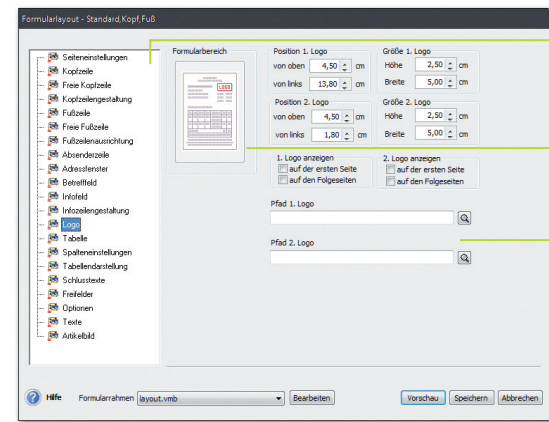 Formularlayout - Standard,Kopf,Fuß
Seiteneinstellungen
Kopfzeile
Freie Kopfzeile
Kopfzeilengestaltung
Fußzeile
Freie Fußzeile
Fußzeilenausrichtung
Absenderzeile
Adressfenster
Betrefffeld
Infofeld
Infozeilengestaltung
Logo
Tabelle
Spalteneinstellungen
Tabellendarstellung
Schlusstexte
Freifelder
Optionen
Texte
Artikelbild
Formularbereich
LOGO
Position 1. Logo
von oben 4,50 cm
von links 13,80 cm
Größe 1. Logo
Höhe 2,50 cm
Breite 5,00 cm
Position 2. Logo
von oben 4,50 cm
von links 1,80 cm
Größe 2. Logo
Höhe 2,50 cm
Breite 5,00 cm
1. Logo anzeigen
auf der ersten Seite
auf den Folgeseiten
2. Logo anzeigen
auf der ersten Seite
auf den Folgeseiten
Pfad 1. Logo
Pfad 2. Logo
Hilfe Formularrahmen layout.vmb Bearbeiten Vorschau Speichern Abbrechen